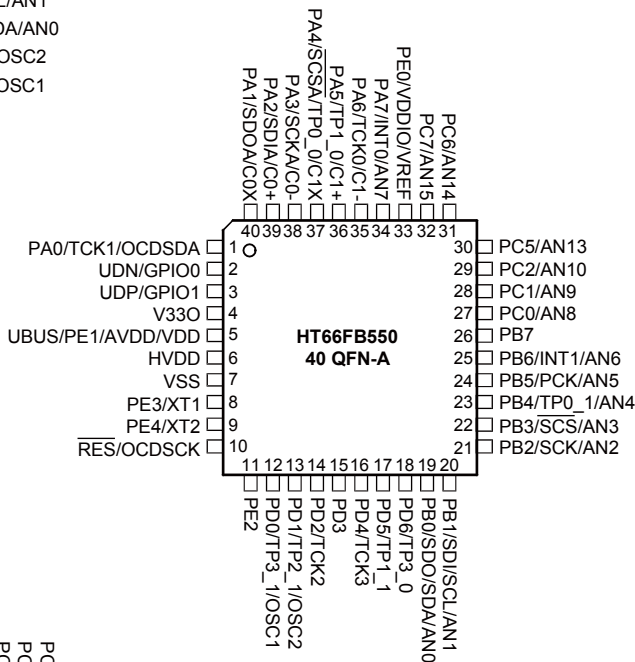 L/AN1
DA/AN0
OSC2
OSC1
PA1/SDOA/C0X
PA2/SDIA/C0+
PA3/SCKA/C0-
PA4/SCSA/TP0_0/C1X
PA5/TP1_0/C1+
PA6/TCK0/C1-
PA7/INT0/AN7
PE0/VDDIO/VREF
PC7/AN15
PC6/AN14
40 39 38 37 36 35 34 33 32 31
PA0/TCK1/OCDSDA 1
UDN/GPIO0 2
UDP/GPIO1 3
V33O 4
UBUS/PE1/AVDD/VDD 5
HVDD 6
VSS 7
PE3/XT1 8
PE4/XT2 9
RES/OCDSCK 10
HT66FB550
40 QFN-A
30 PC5/AN13
29 PC2/AN10
28 PC1/AN9
27 PC0/AN8
26 PB7
25 PB6/INT1/AN6
24 PB5/PCK/AN5
23 PB4/TP0_1/AN4
22 PB3/SCS/AN3
21 PB2/SCK/AN2
11 12 13 14 15 16 17 18 19 20
PE2
PD0/TP3_1/OSC1
PD1/TP2_1/OSC2
PD2/TCK2
PD3
PD4/TCK3
PD5/TP1_1
PD6/TP3_0
PB0/SDO/SDA/AN0
PB1/SDI/SCL/AN1